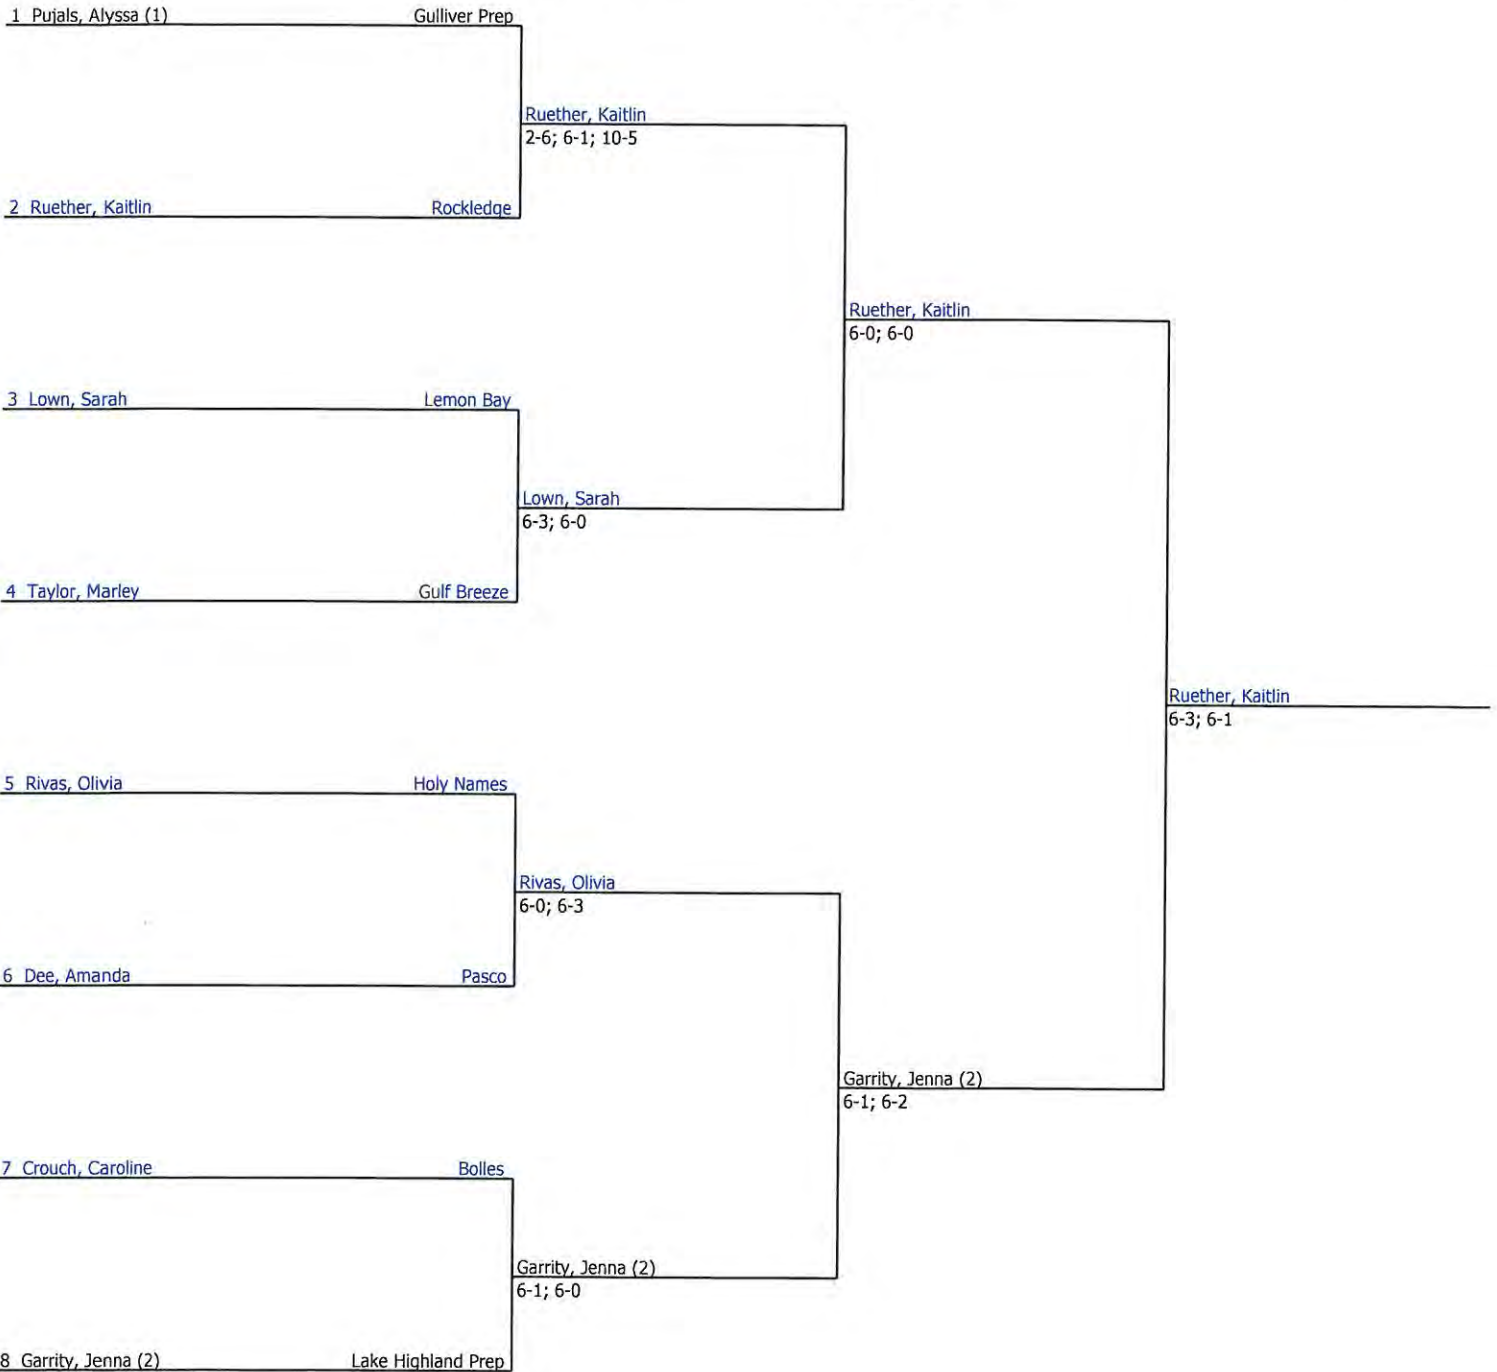 1 Pujals, Alyssa (1) Gulliver Prep
Ruether, Kaitlin
2-6; 6-1; 10-5
2 Ruether, Kaitlin Rockledge
Ruether, Kaitlin
6-0; 6-0
3 Lown, Sarah Lemon Bay
Lown, Sarah
6-3; 6-0
4 Taylor, Marley Gulf Breeze
Ruether, Kaitlin
6-3; 6-1
5 Rivas, Olivia Holy Names
Rivas, Olivia
6-0; 6-3
6 Dee, Amanda Pasco
Garrity, Jenna (2)
6-1; 6-2
7 Crouch, Caroline Bolles
Garrity, Jenna (2)
6-1; 6-0
8 Garrity, Jenna (2) Lake Highland Prep